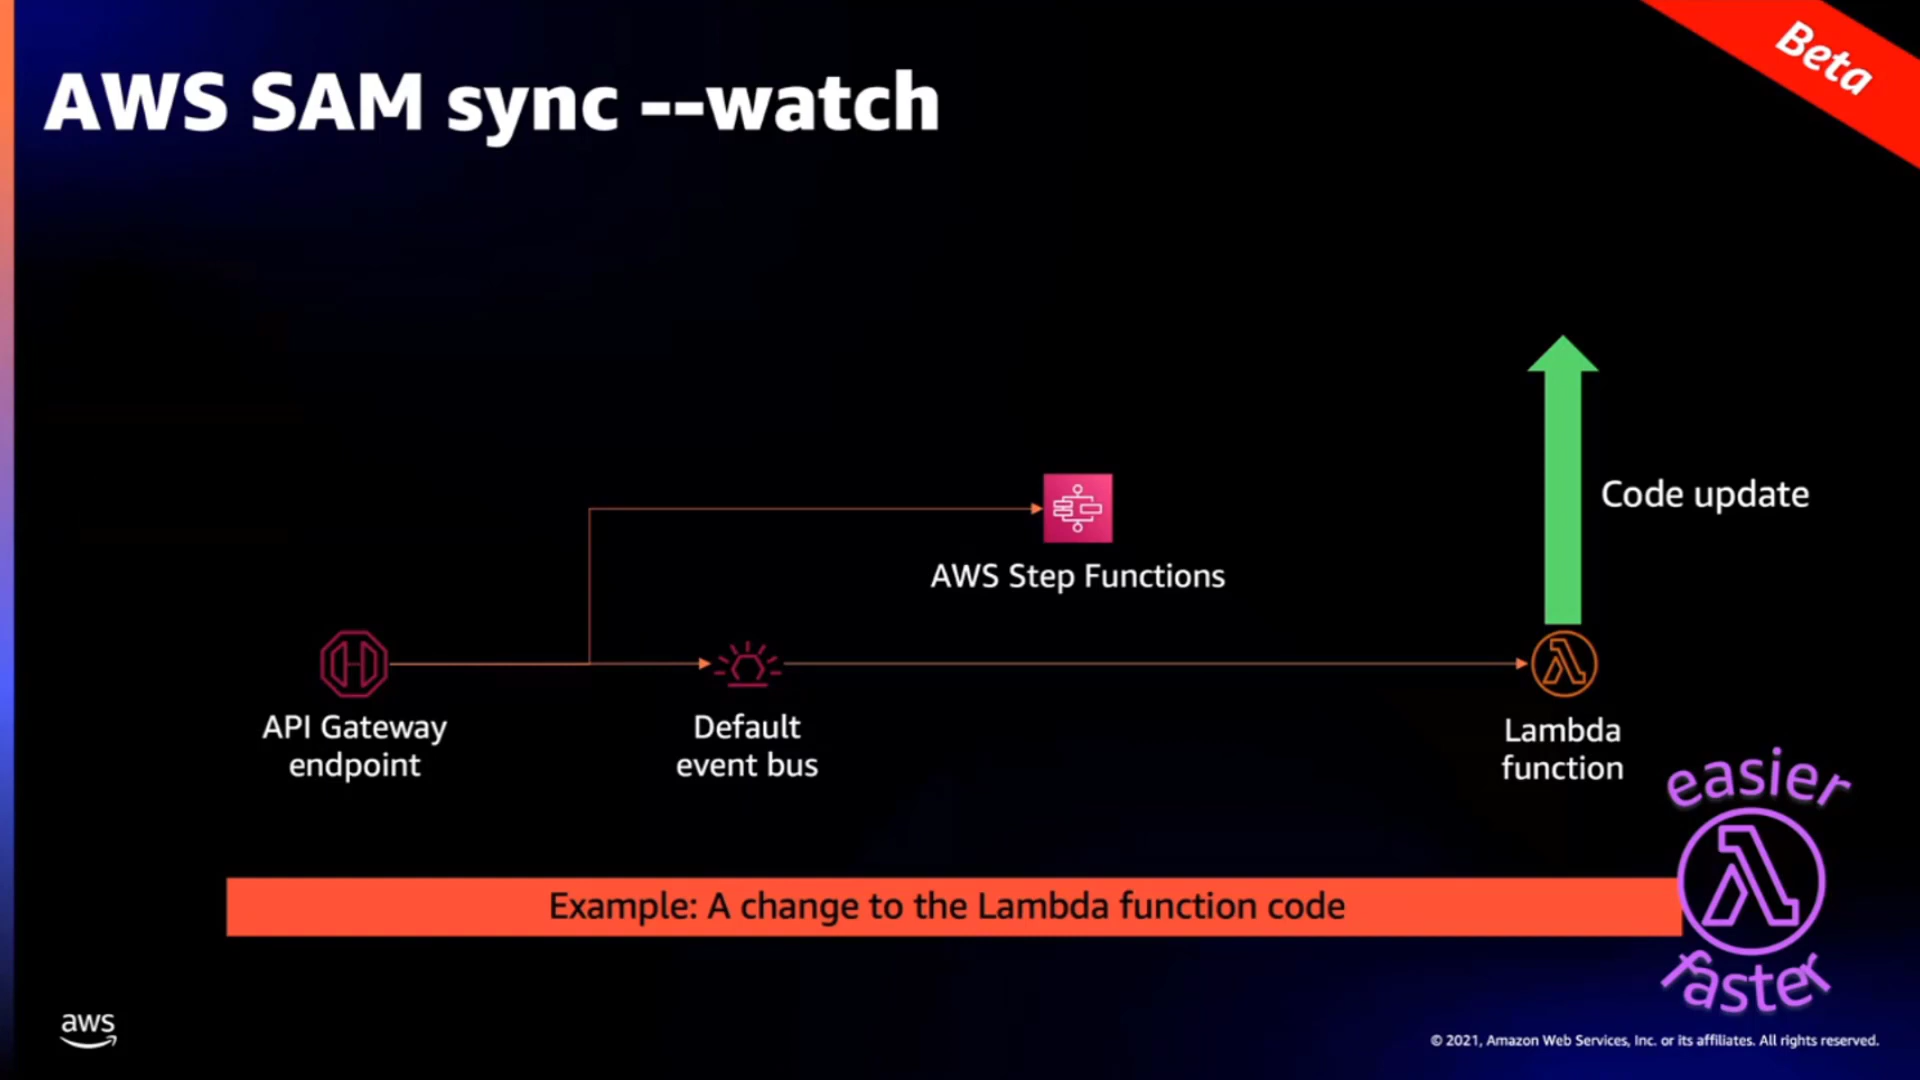 Beta
AWS SAM sync --watch
Code update
AWS Step Functions
API Gateway
endpoint
Default
event bus
Lambda
function
easier
faster
Example: A change to the Lambda function code
aws
© 2021, Amazon Web Services, Inc. or its affiliates. All rights reserved.